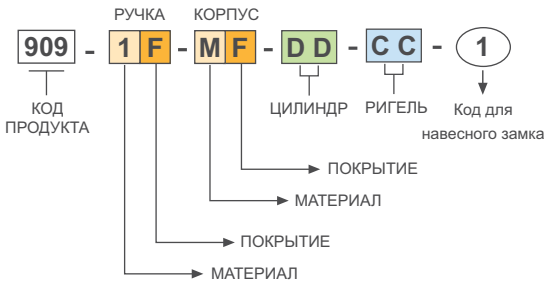 РУЧКА КОРПУС
909 - 1 F - M F - D D - C C - 1
КОД
ПРОДУКТА
ЦИЛИНДР
РИГЕЛЬ
Код для
навесного замка
ПОКРЫТИЕ
МАТЕРИАЛ
ПОКРЫТИЕ
МАТЕРИАЛ